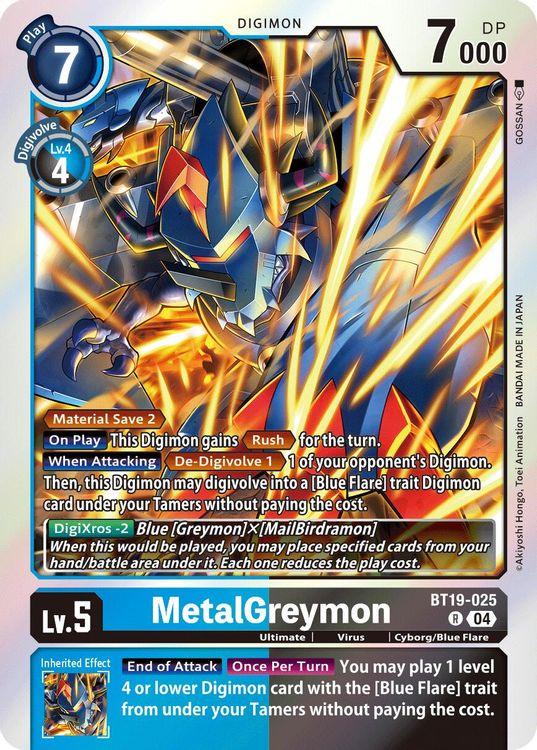 DIGIMON
Play
7
DP
7000
Digivolve
Lv.4
4
GOSSAN
BANDAI MADE IN JAPAN
©Akiyoshi Hongo, Toei Animation
Material Save 2
On Play This Digimon gains Rush for the turn.
When Attacking De-Digivolve 1 1 of your opponent's Digimon.
Then, this Digimon may digivolve into a [Blue Flare] trait Digimon
card under your Tamers without paying the cost.
DigiXros -2 Blue [Greymon]×[MailBirdramon]
When this would be played, you may place specified cards from your
hand/battle area under it. Each one reduces the play cost.
Lv.5
MetalGreymon
BT19-025
R 04
Ultimate | Virus | Cyborg/Blue Flare
Inherited Effect
End of Attack Once Per Turn You may play 1 level
4 or lower Digimon card with the [Blue Flare] trait
from under your Tamers without paying the cost.